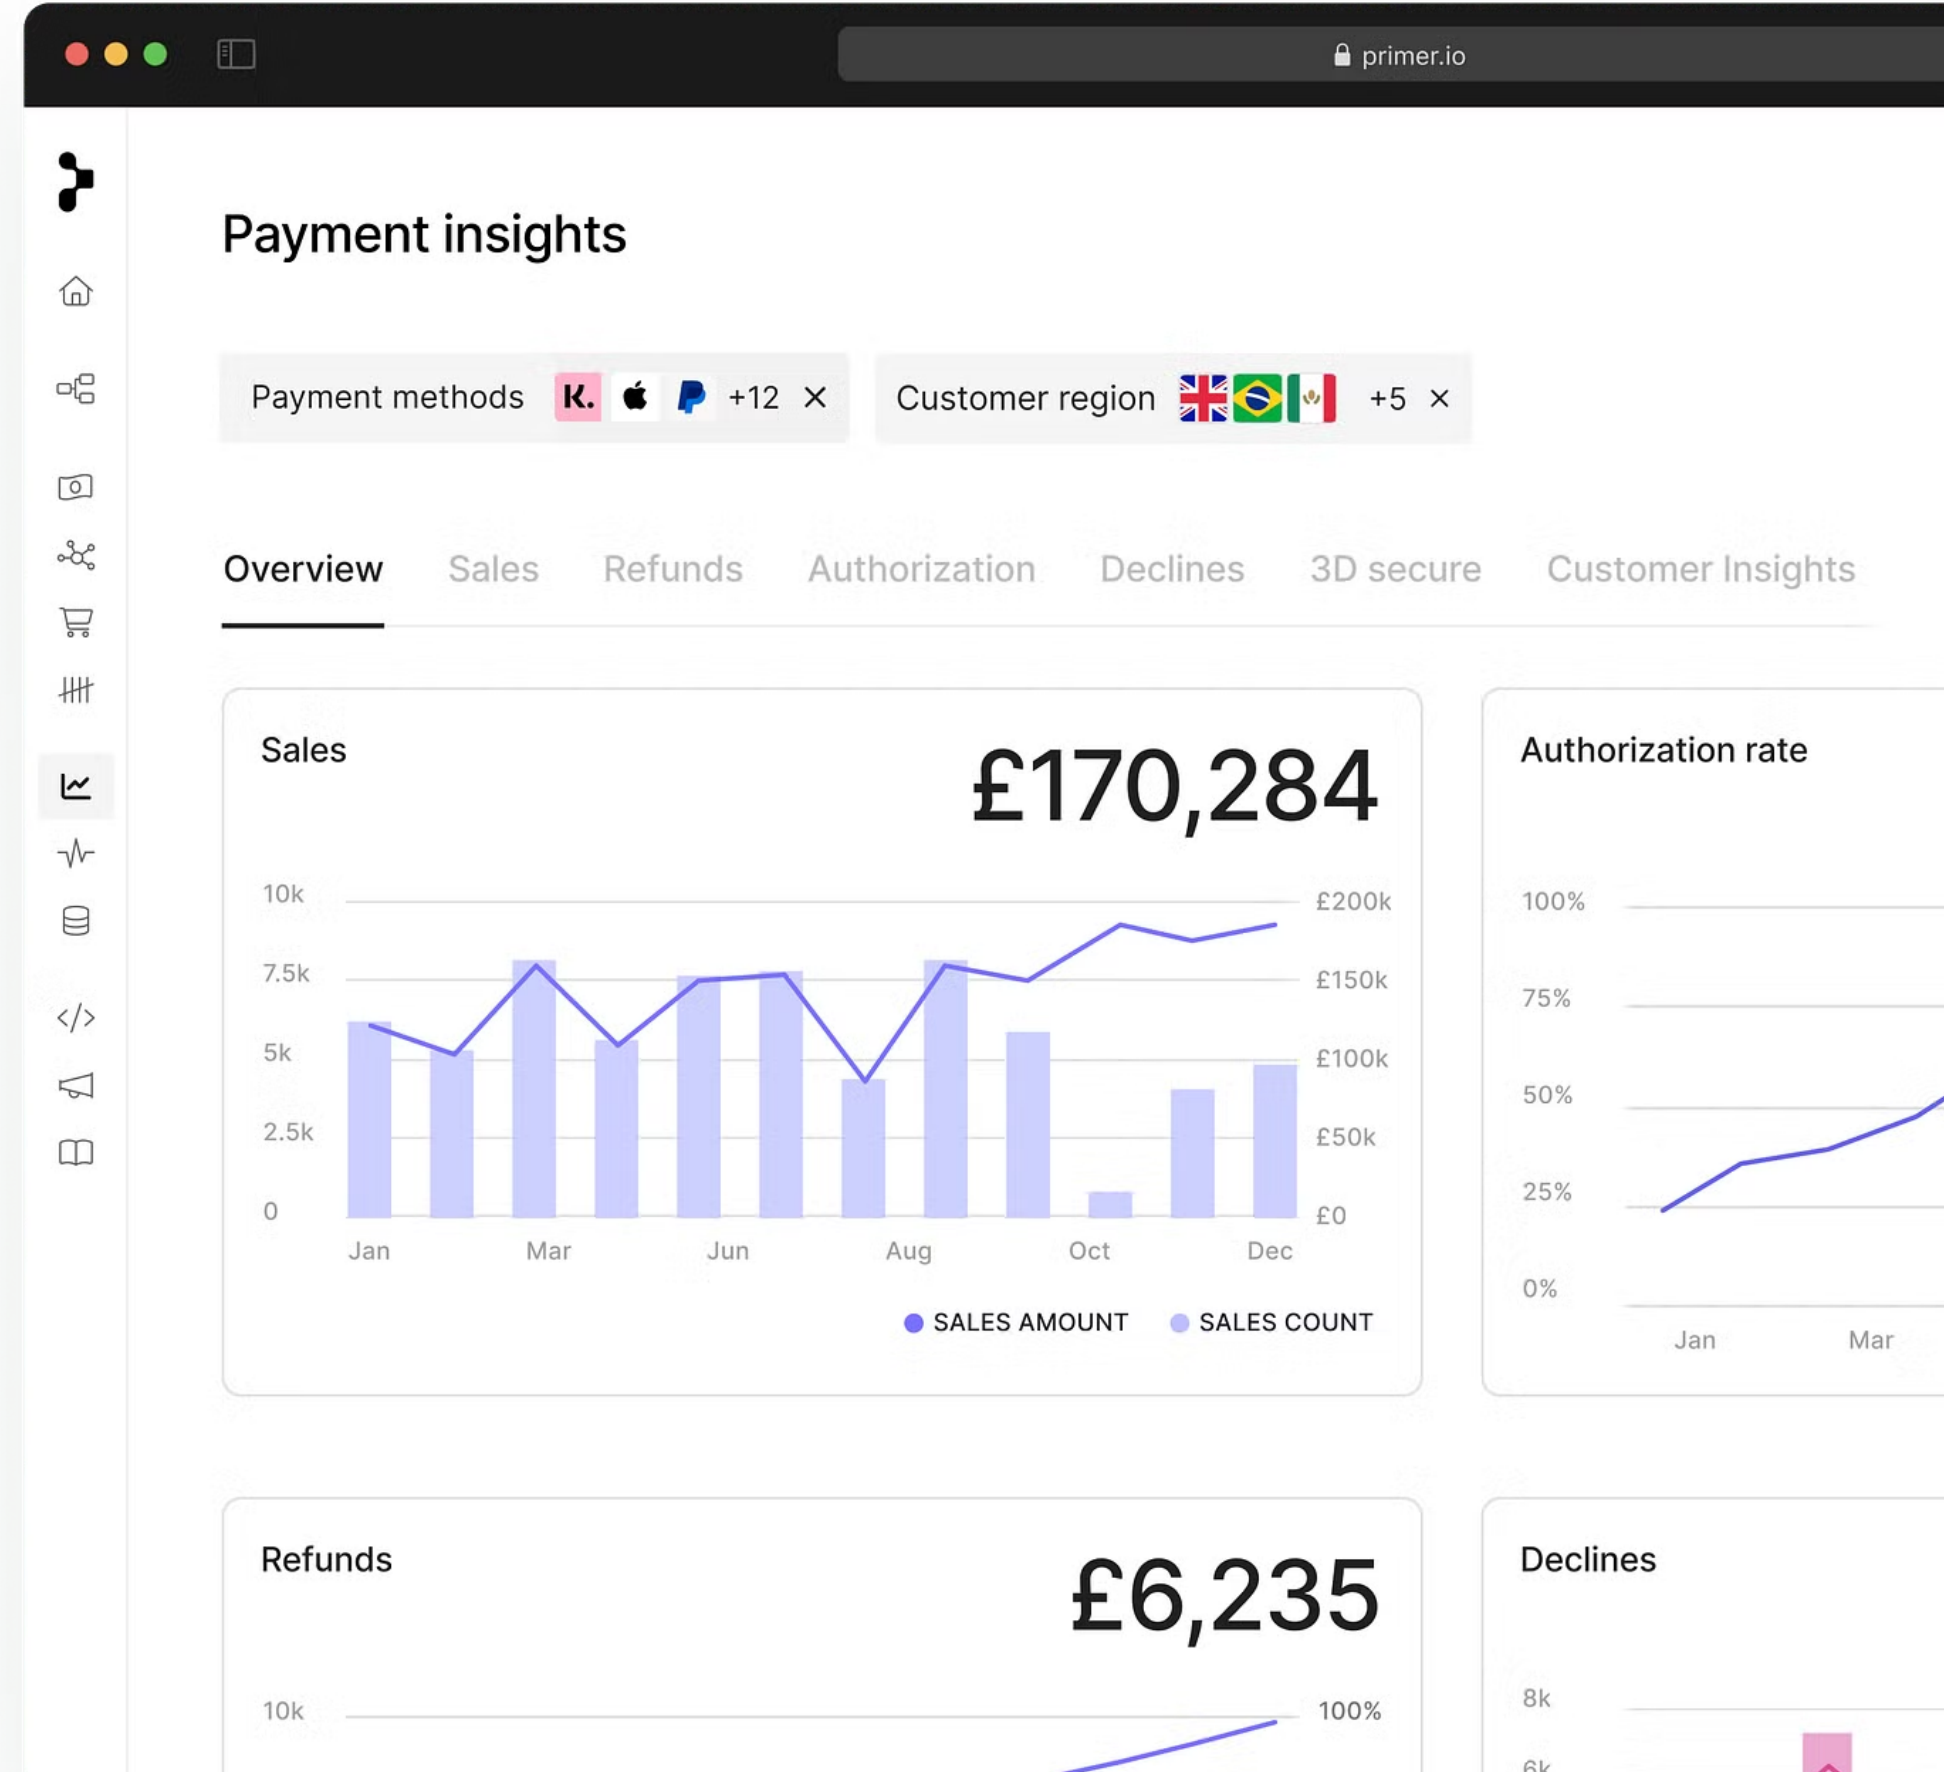 primer.io
Payment insights
Payment methods K. +12 ×
Customer region +5 ×
Overview Sales Refunds Authorization Declines 3D secure Customer Insights
Sales
£170,284
10k £200k
7.5k £150k
5k £100k
2.5k £50k
0 £0
Jan Mar Jun Aug Oct Dec
SALES AMOUNT SALES COUNT
Authorization rate
100%
75%
50%
25%
0%
Jan Mar
Refunds
£6,235
10k 100%
Declines
8k
6k